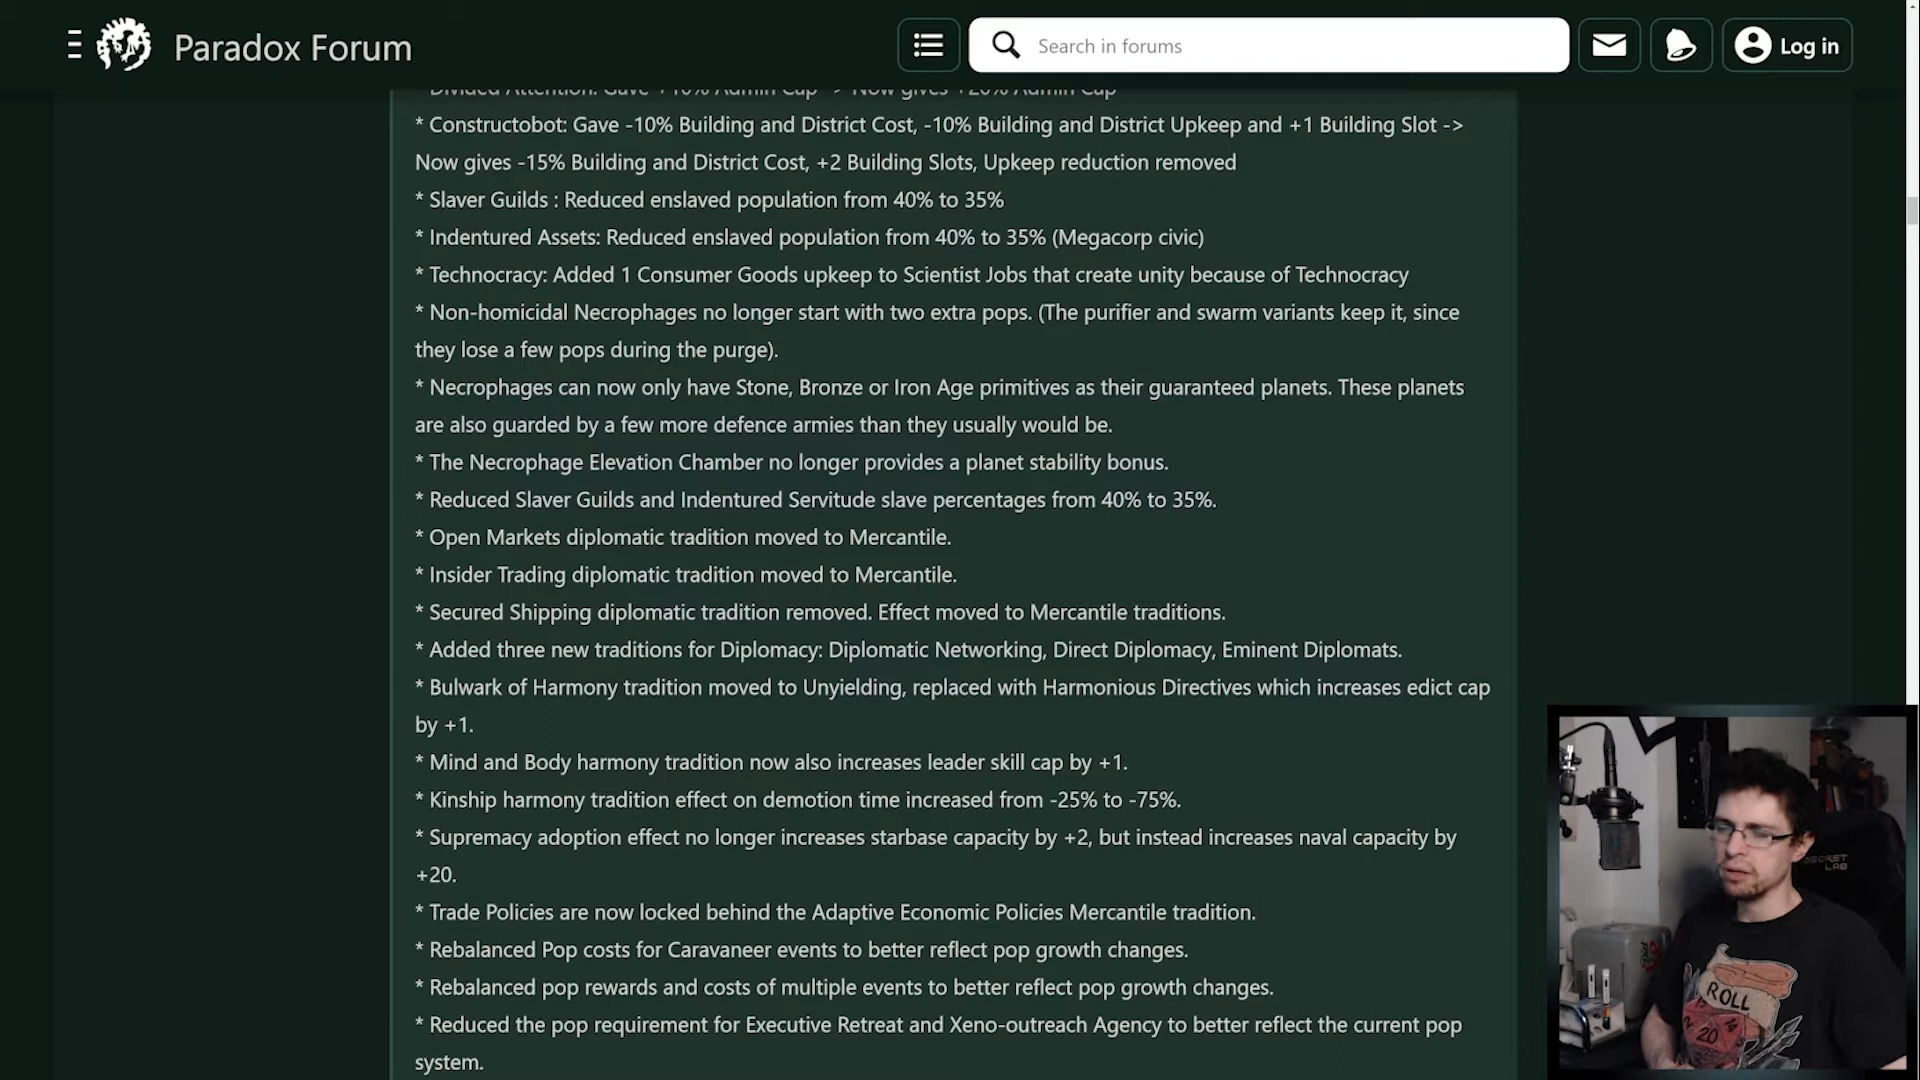 Paradox Forum
Search in forums
Log in
* Divided Attention: Gave +10% Admin Cap -> Now gives +20% Admin Cap
* Constructobot: Gave -10% Building and District Cost, -10% Building and District Upkeep and +1 Building Slot ->
Now gives -15% Building and District Cost, +2 Building Slots, Upkeep reduction removed
* Slaver Guilds : Reduced enslaved population from 40% to 35%
* Indentured Assets: Reduced enslaved population from 40% to 35% (Megacorp civic)
* Technocracy: Added 1 Consumer Goods upkeep to Scientist Jobs that create unity because of Technocracy
* Non-homicidal Necrophages no longer start with two extra pops. (The purifier and swarm variants keep it, since
they lose a few pops during the purge).
* Necrophages can now only have Stone, Bronze or Iron Age primitives as their guaranteed planets. These planets
are also guarded by a few more defence armies than they usually would be.
* The Necrophage Elevation Chamber no longer provides a planet stability bonus.
* Reduced Slaver Guilds and Indentured Servitude slave percentages from 40% to 35%.
* Open Markets diplomatic tradition moved to Mercantile.
* Insider Trading diplomatic tradition moved to Mercantile.
* Secured Shipping diplomatic tradition removed. Effect moved to Mercantile traditions.
* Added three new traditions for Diplomacy: Diplomatic Networking, Direct Diplomacy, Eminent Diplomats.
* Bulwark of Harmony tradition moved to Unyielding, replaced with Harmonious Directives which increases edict cap
by +1.
* Mind and Body harmony tradition now also increases leader skill cap by +1.
* Kinship harmony tradition effect on demotion time increased from -25% to -75%.
* Supremacy adoption effect no longer increases starbase capacity by +2, but instead increases naval capacity by
+20.
* Trade Policies are now locked behind the Adaptive Economic Policies Mercantile tradition.
* Rebalanced Pop costs for Caravaneer events to better reflect pop growth changes.
* Rebalanced pop rewards and costs of multiple events to better reflect pop growth changes.
* Reduced the pop requirement for Executive Retreat and Xeno-outreach Agency to better reflect the current pop
system.
SECRET
LAB
ROLL
20